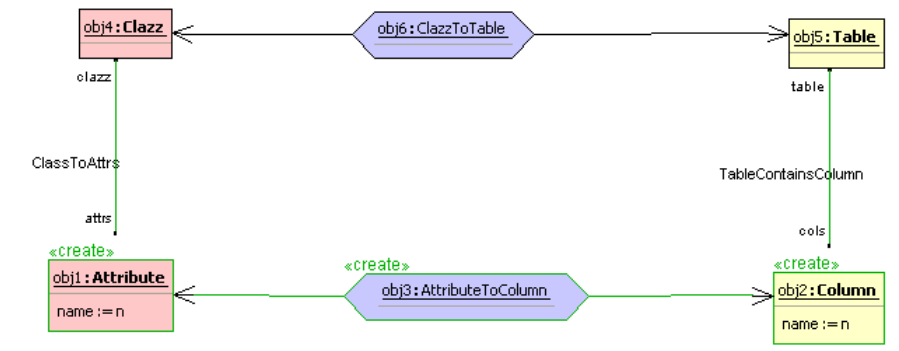 obj4:Clazz
obj6:ClazzToTable
obj5:Table
clazz
table
ClassToAttrs
TableContainsColumn
attrs
cols
«create»
«create»
«create»
obj1:Attribute
obj3:AttributeToColumn
obj2:Column
name := n
name := n